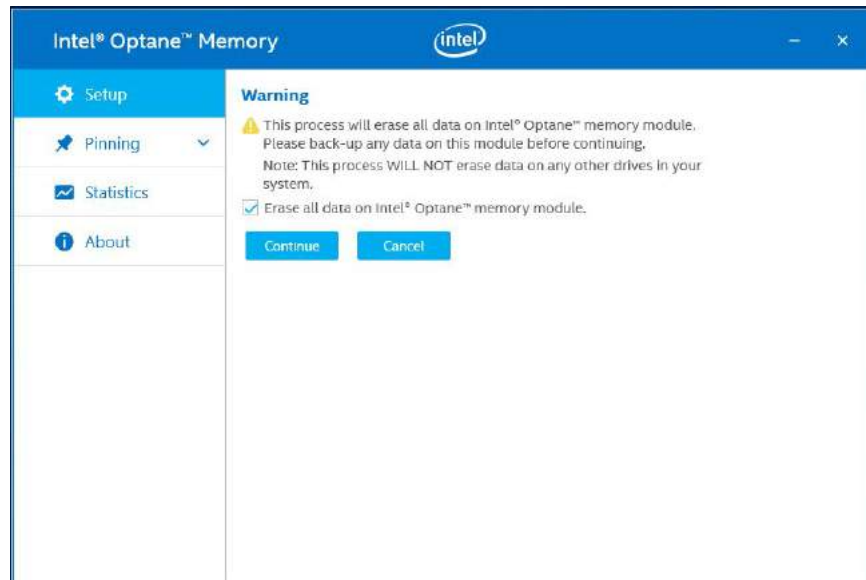 Intel® Optane™ Memory
intel
Setup
Pinning
Statistics
About
Warning
This process will erase all data on Intel® Optane™ memory module.
Please back-up any data on this module before continuing.
Note: This process WILL NOT erase data on any other drives in your
system.
Erase all data on Intel® Optane™ memory module.
Continue
Cancel